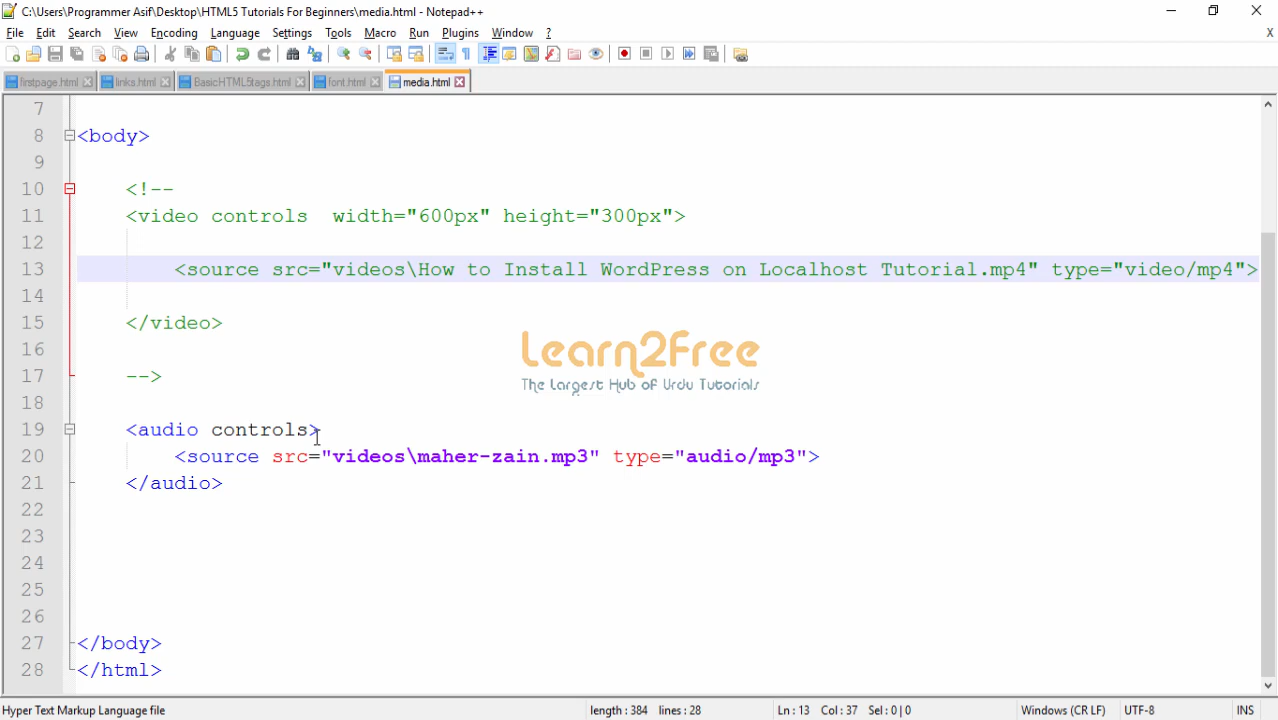 C:\Users\Programmer Asif\Desktop\HTML5 Tutorials For Beginners\media.html - Notepad++
File Edit Search View Encoding Language Settings Tools Macro Run Plugins Window ? X
firstpage.html links.html BasicHTML5tags.html font.html media.html
7
8 <body>
9
10 <!--
11 <video controls  width="600px" height="300px">
12
13 <source src="videos\How to Install WordPress on Localhost Tutorial.mp4" type="video/mp4">
14
15 </video>
16
17 -->
18
19 <audio controls>
20 <source src="videos\maher-zain.mp3" type="audio/mp3">
21 </audio>
22
23
24
25
26
27 </body>
28 </html>
Learn2Free
The Largest Hub of Urdu Tutorials
Hyper Text Markup Language file length : 384 lines : 28 Ln : 13 Col : 37 Sel : 0 | 0 Windows (CR LF) UTF-8 INS